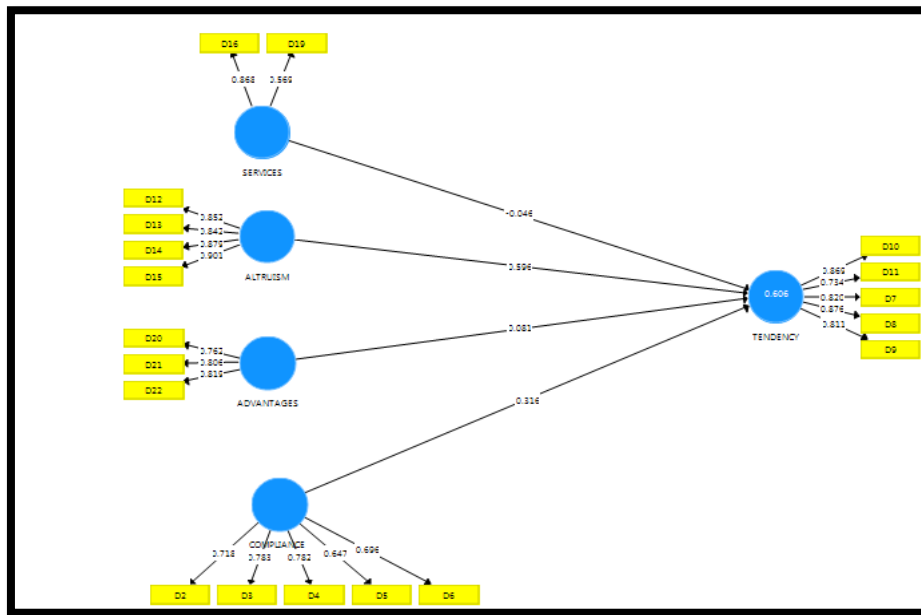 D16 D19
0.868 0.569
SERVICES
D12
D13
D14
D15
0.852
0.842
0.879
0.901
ALTRUISM
D20
D21
D22
0.762
0.806
0.819
ADVANTAGES
-0.046
0.596
0.081
0.316
0.606
TENDENCY
0.869
0.734
0.820
0.876
0.811
D10
D11
D7
D8
D9
COMPLIANCE
0.718 0.783 0.782 0.647 0.696
D2 D3 D4 D5 D6